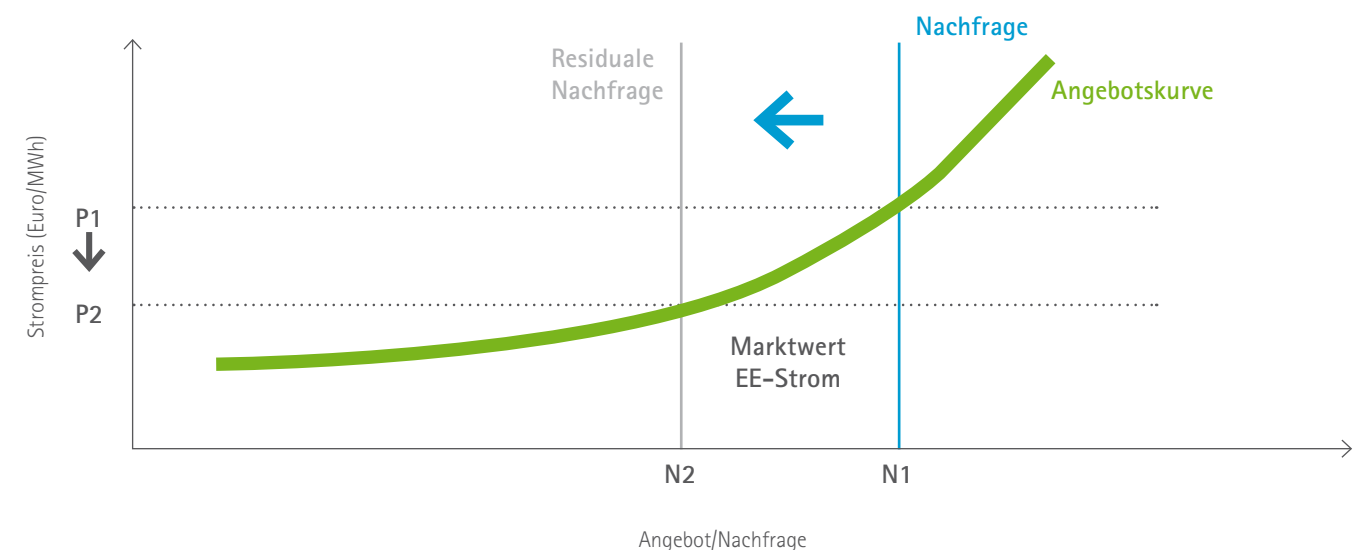 Nachfrage
Residuale
Nachfrage
Angebotskurve
Strompreis (Euro/MWh)
P1
P2
Marktwert
EE-Strom
N2
N1
Angebot/Nachfrage